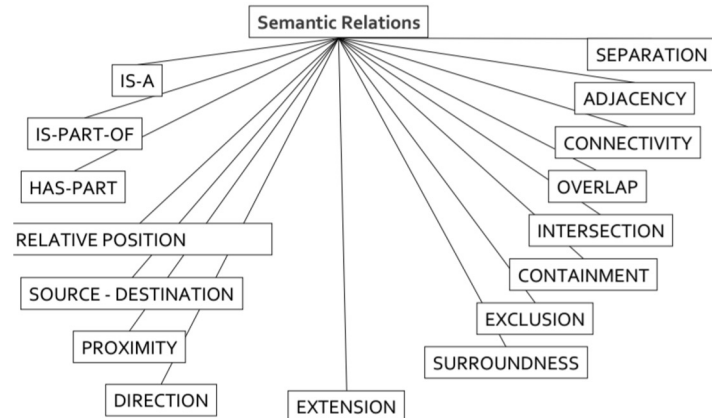 Semantic Relations
SEPARATION
IS-A
ADJACENCY
IS-PART-OF
CONNECTIVITY
HAS-PART
OVERLAP
RELATIVE POSITION
INTERSECTION
CONTAINMENT
SOURCE - DESTINATION
EXCLUSION
PROXIMITY
SURROUNDNESS
DIRECTION
EXTENSION